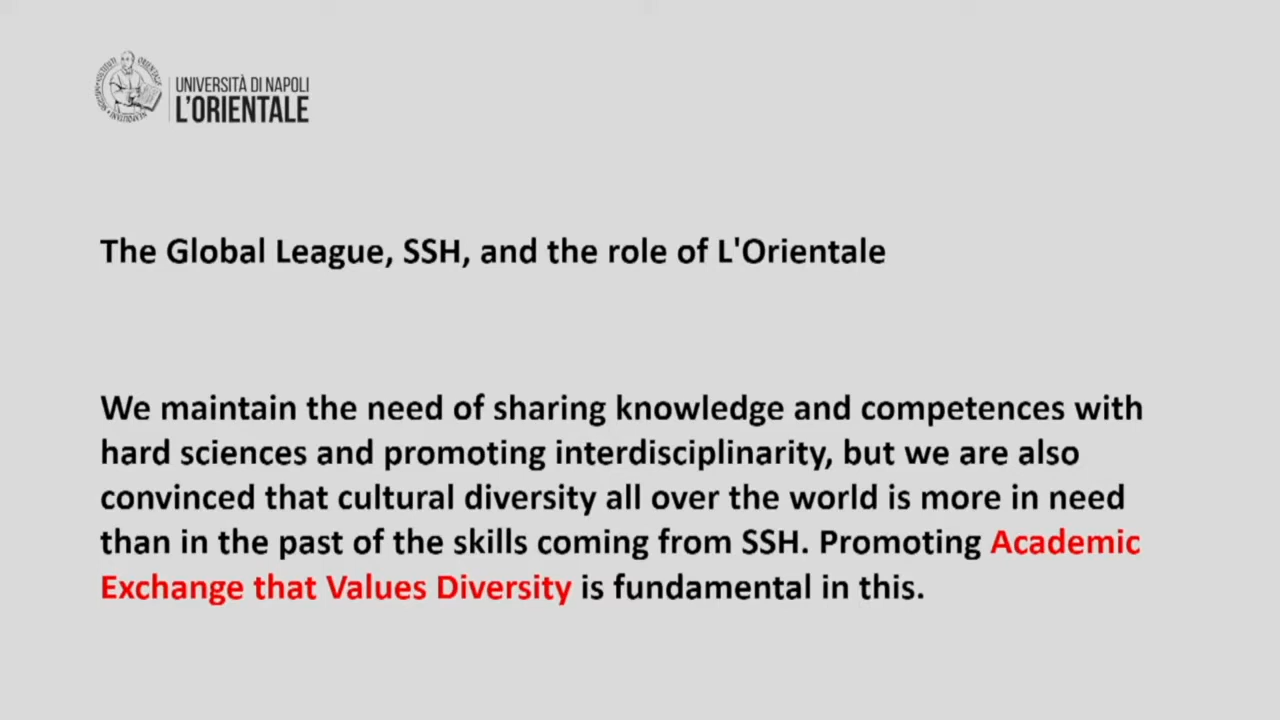 UNIVERSITÀ DI NAPOLI
L'ORIENTALE
The Global League, SSH, and the role of L'Orientale
We maintain the need of sharing knowledge and competences with
hard sciences and promoting interdisciplinarity, but we are also
convinced that cultural diversity all over the world is more in need
than in the past of the skills coming from SSH. Promoting Academic
Exchange that Values Diversity is fundamental in this.